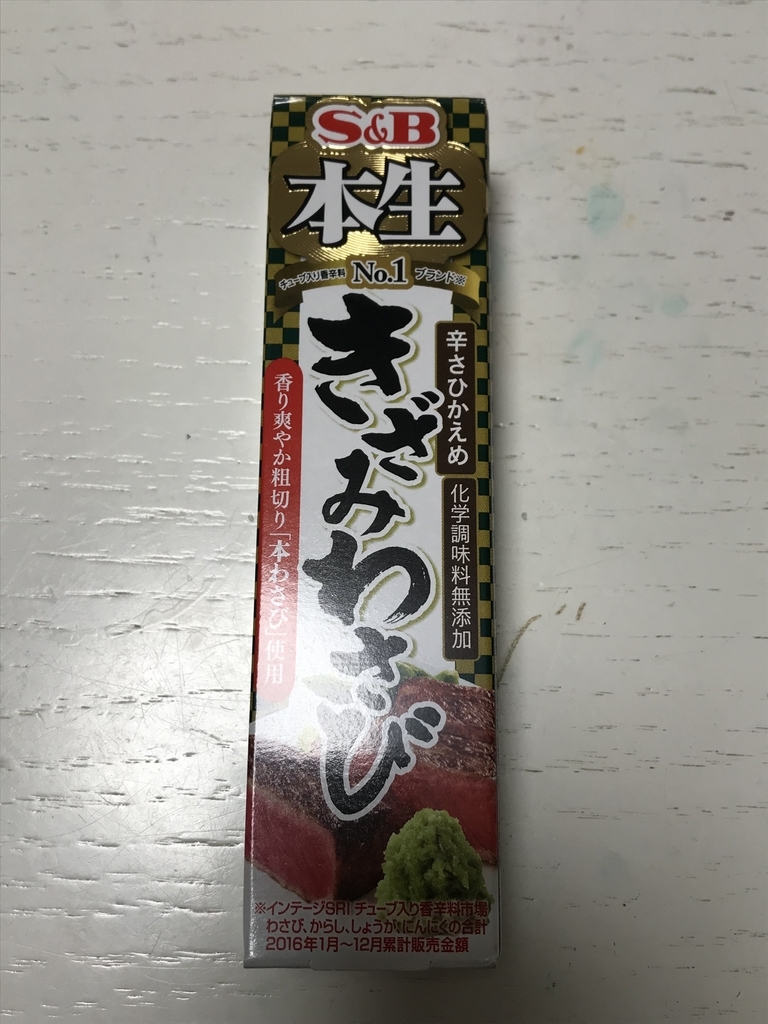 S&B
本生
チューブ入り香辛料 No.1 ブランド※
きざみわさび
辛さひかえめ
化学調味料無添加
香り爽やか粗切り「本わさび」使用
※インテージSRI チューブ入り香辛料市場
わさび、からし、しょうが、にんにくの合計
2016年1月～12月累計販売金額